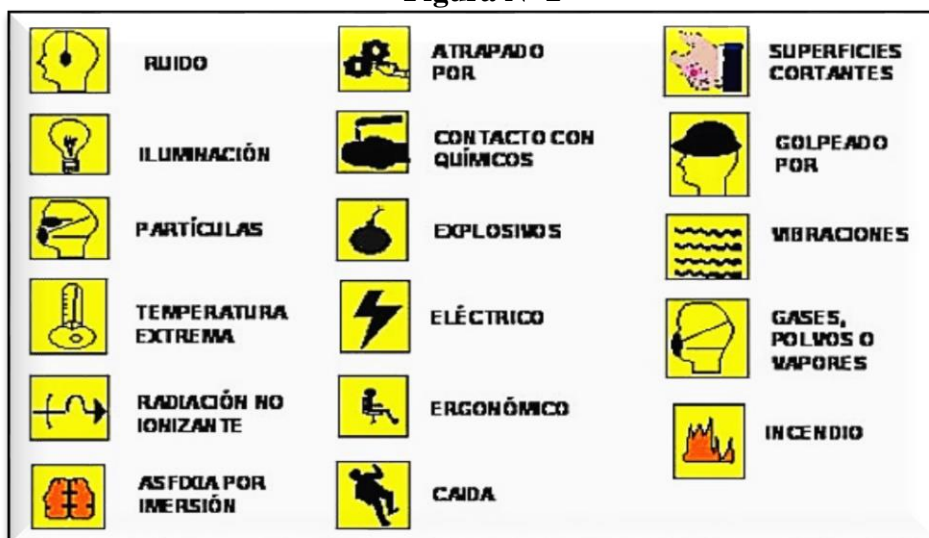 RUIDO
ILUMINACIÓN
PARTÍCULAS
TEMPERATURA
EXTREMA
RADIACIÓN NO
IONIZANTE
ASFIXIA POR
IMERSIÓN
ATRAPADO
POR
CONTACTO CON
QUÍMICOS
EXPLOSIVOS
ELÉCTRICO
ERGONÓMICO
CAIDA
SUPERFICIES
CORTANTES
GOLPEADO
POR
VIBRACIONES
GASES,
POLVOS O
VAPORES
INCENDIO